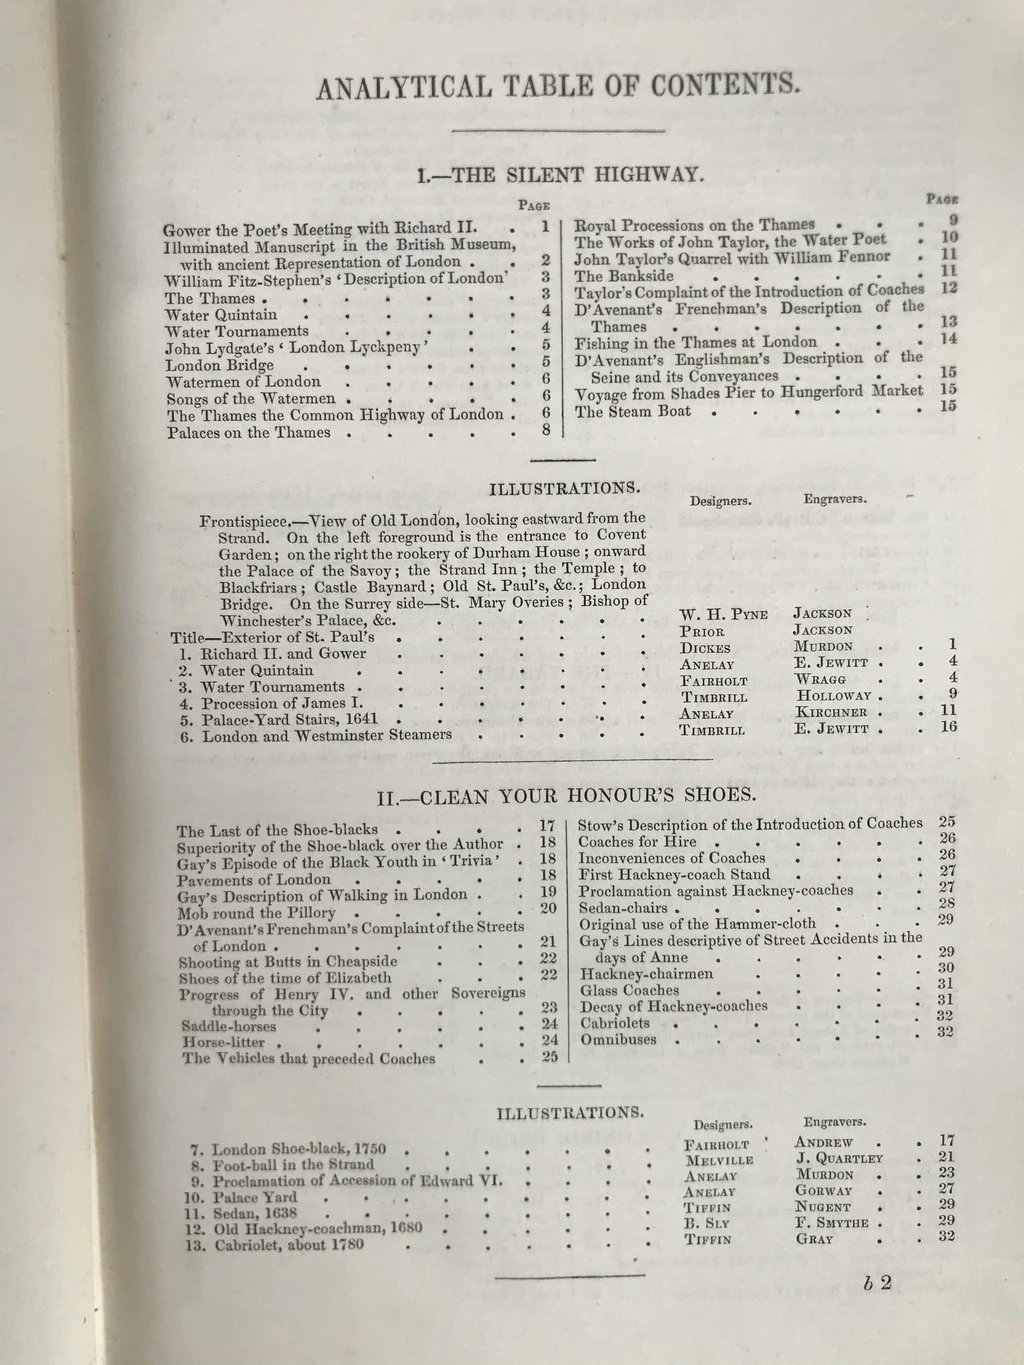 ANALYTICAL TABLE OF CONTENTS.
I.—THE SILENT HIGHWAY.
PAGE
Gower the Poet's Meeting with Richard II. . 1
Illuminated Manuscript in the British Museum,
with ancient Representation of London . . 2
William Fitz-Stephen's ‘Description of London’ 3
The Thames . . . . . . . 3
Water Quintain . . . . . . 4
Water Tournaments . . . . . 4
John Lydgate's ‘London Lyckpeny’ . . 5
London Bridge . . . . . . 5
Watermen of London . . . . . 6
Songs of the Watermen . . . . . 6
The Thames the Common Highway of London . 6
Palaces on the Thames . . . . . 8
PAGE
Royal Processions on the Thames . . . 9
The Works of John Taylor, the Water Poet . 10
John Taylor's Quarrel with William Fennor . 11
The Bankside . . . . . . 11
Taylor's Complaint of the Introduction of Coaches 12
D'Avenant's Frenchman's Description of the
Thames . . . . . . . 13
Fishing in the Thames at London . . . 14
D'Avenant's Englishman's Description of the
Seine and its Conveyances . . . . 15
Voyage from Shades Pier to Hungerford Market 15
The Steam Boat . . . . . . 15
ILLUSTRATIONS.
Designers. Engravers.
Frontispiece.—View of Old London, looking eastward from the
Strand. On the left foreground is the entrance to Covent
Garden; on the right the rookery of Durham House; onward
the Palace of the Savoy; the Strand Inn; the Temple; to
Blackfriars; Castle Baynard; Old St. Paul's, &c.; London
Bridge. On the Surrey side—St. Mary Overies; Bishop of
Winchester's Palace, &c. . . . . . . W. H. PYNE JACKSON
Title—Exterior of St. Paul's . . . . . . . PRIOR JACKSON
1. Richard II. and Gower . . . . . . . DICKES MURDON . . 1
2. Water Quintain . . . . . . . . ANELAY E. JEWITT . . 4
3. Water Tournaments . . . . . . . . FAIRHOLT WRAGG . . 4
4. Procession of James I. . . . . . . . TIMBRILL HOLLOWAY . . 9
5. Palace-Yard Stairs, 1641 . . . . . . . ANELAY KIRCHNER . . 11
6. London and Westminster Steamers . . . . . TIMBRILL E. JEWITT . . 16
II.—CLEAN YOUR HONOUR'S SHOES.
The Last of the Shoe-blacks . . . . 17
Superiority of the Shoe-black over the Author . 18
Gay's Episode of the Black Youth in ‘Trivia’ . 18
Pavements of London . . . . . 18
Gay's Description of Walking in London . . 19
Mob round the Pillory . . . . . 20
D'Avenant's Frenchman's Complaint of the Streets
of London . . . . . . . 21
Shooting at Butts in Cheapside . . . 22
Shoes of the time of Elizabeth . . . 22
Progress of Henry IV. and other Sovereigns
through the City . . . . . 23
Saddle-horses . . . . . . 24
Horse-litter . . . . . . . 24
The Vehicles that preceded Coaches . . 25
Stow's Description of the Introduction of Coaches 25
Coaches for Hire . . . . . . 26
Inconveniences of Coaches . . . . 26
First Hackney-coach Stand . . . . 27
Proclamation against Hackney-coaches . . 27
Sedan-chairs . . . . . . . 28
Original use of the Hammer-cloth . . . 29
Gay's Lines descriptive of Street Accidents in the
days of Anne . . . . . . 29
Hackney-chairmen . . . . . 30
Glass Coaches . . . . . . 31
Decay of Hackney-coaches . . . . 31
Cabriolets . . . . . . . 32
Omnibuses . . . . . . . 32
ILLUSTRATIONS.
Designers. Engravers.
7. London Shoe-black, 1750 . . . . . . . FAIRHOLT ANDREW . . 17
8. Foot-ball in the Strand . . . . . . . MELVILLE J. QUARTLEY . 21
9. Proclamation of Accession of Edward VI. . . . . . ANELAY MURDON . . 23
10. Palace Yard . . . . . . . . . ANELAY GORWAY . . 27
11. Sedan, 1638 . . . . . . . . . TIFFIN NUGENT . . 29
12. Old Hackney-coachman, 1680 . . . . . . B. SLY F. SMYTHE . . 29
13. Cabriolet, about 1780 . . . . . . . TIFFIN GRAY . . 32
b 2